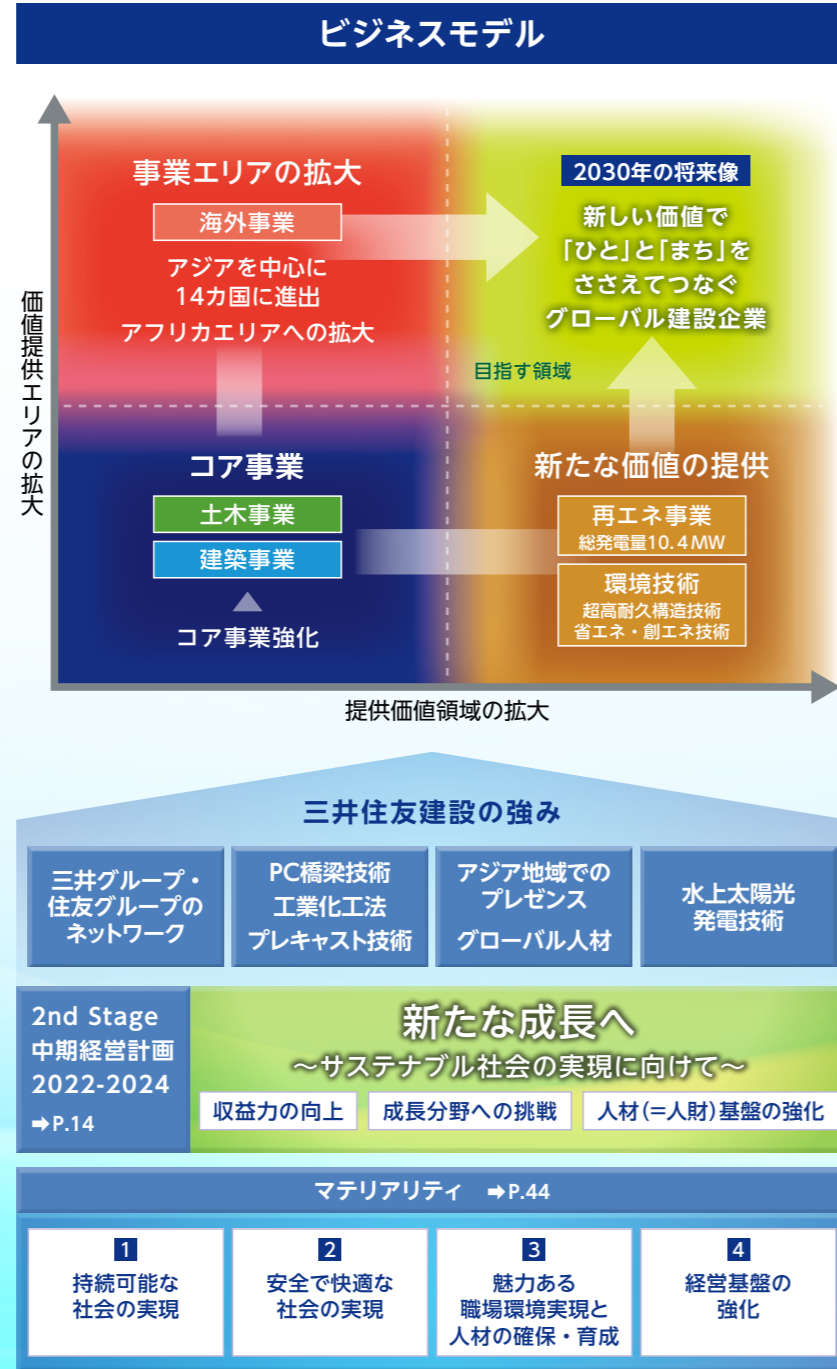 ビジネスモデル
価値提供エリアの拡大
事業エリアの拡大
海外事業
アジアを中心に
14カ国に進出
アフリカエリアへの拡大
2030年の将来像
新しい価値で
「ひと」と「まち」を
ささえてつなぐ
グローバル建設企業
目指す領域
コア事業
土木事業
建築事業
コア事業強化
新たな価値の提供
再エネ事業
総発電量10.4MW
環境技術
超高耐久構造技術
省エネ・創エネ技術
提供価値領域の拡大
三井住友建設の強み
三井グループ・
住友グループの
ネットワーク
PC橋梁技術
工業化工法
プレキャスト技術
アジア地域での
プレゼンス
グローバル人材
水上太陽光
発電技術
2nd Stage
中期経営計画
2022-2024
➡P.14
新たな成長へ
～サステナブル社会の実現に向けて～
収益力の向上
成長分野への挑戦
人材(=人財)基盤の強化
マテリアリティ ➡P.44
1
持続可能な
社会の実現
2
安全で快適な
社会の実現
3
魅力ある
職場環境実現と
人材の確保・育成
4
経営基盤の
強化